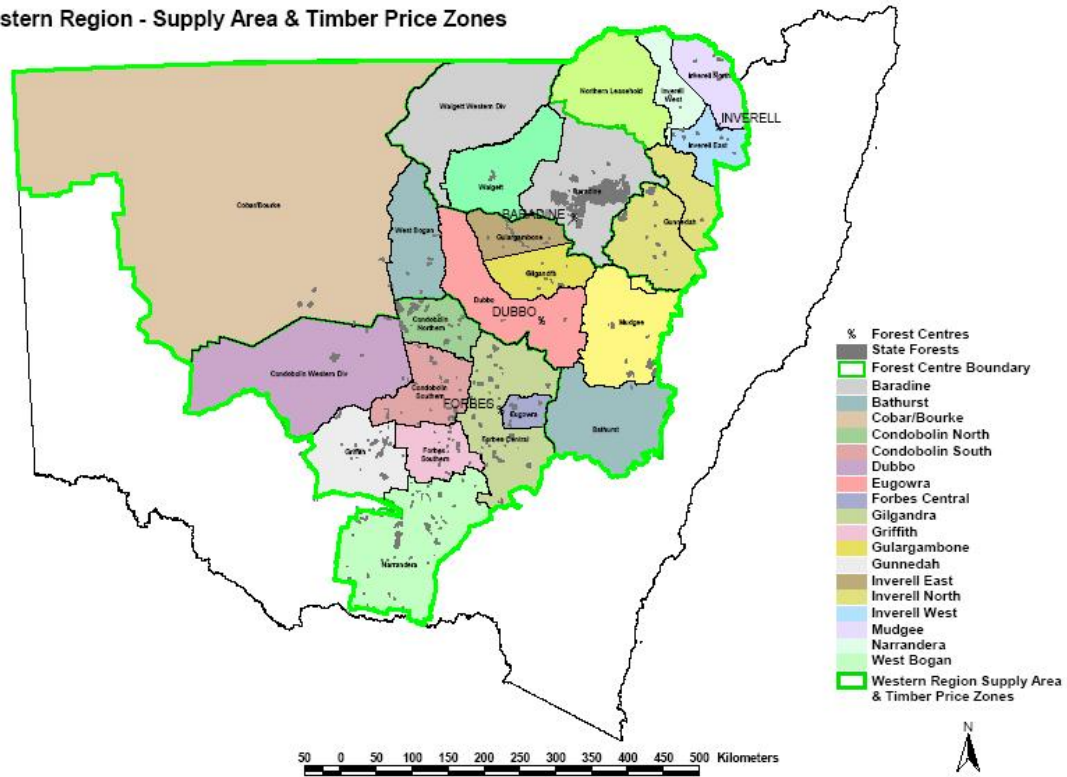 stern Region - Supply Area & Timber Price Zones
Walgett Western Div
Northern Leasehold
Inverell
West
Inverell North
INVERELL
Inverell East
Walgett
Baradine
BARADINE
Cobar/Bourke
West Bogan
Gulargambone
Gunnedah
Gilgandra
Dubbo
DUBBO
%
Mudgee
Condobolin
Northern
Condobolin Western Div
Condobolin
Southern
FORBES
Eugowra
Bathurst
Griffin
Forbes
Southern
Forbes Central
Narrandera
% Forest Centres
State Forests
Forest Centre Boundary
Baradine
Bathurst
Cobar/Bourke
Condobolin North
Condobolin South
Dubbo
Eugowra
Forbes Central
Gilgandra
Griffith
Gulargambone
Gunnedah
Inverell East
Inverell North
Inverell West
Mudgee
Narrandera
West Bogan
Western Region Supply Area
& Timber Price Zones
N
50 0 50 100 150 200 250 300 350 400 450 500 Kilometers